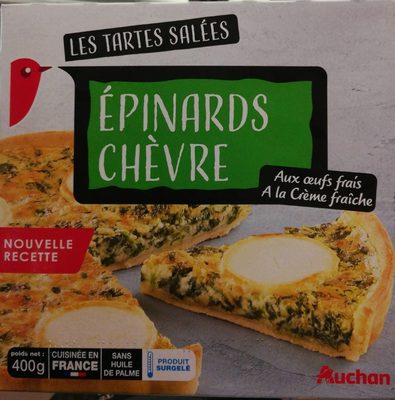 LES TARTES SALÉES
ÉPINARDS
CHÈVRE
Aux œufs frais
A la Crème fraîche
NOUVELLE
RECETTE
poids net :
400g
CUISINÉE EN
FRANCE
SANS
HUILE
DE PALME
PRODUIT
SURGELÉ
Auchan